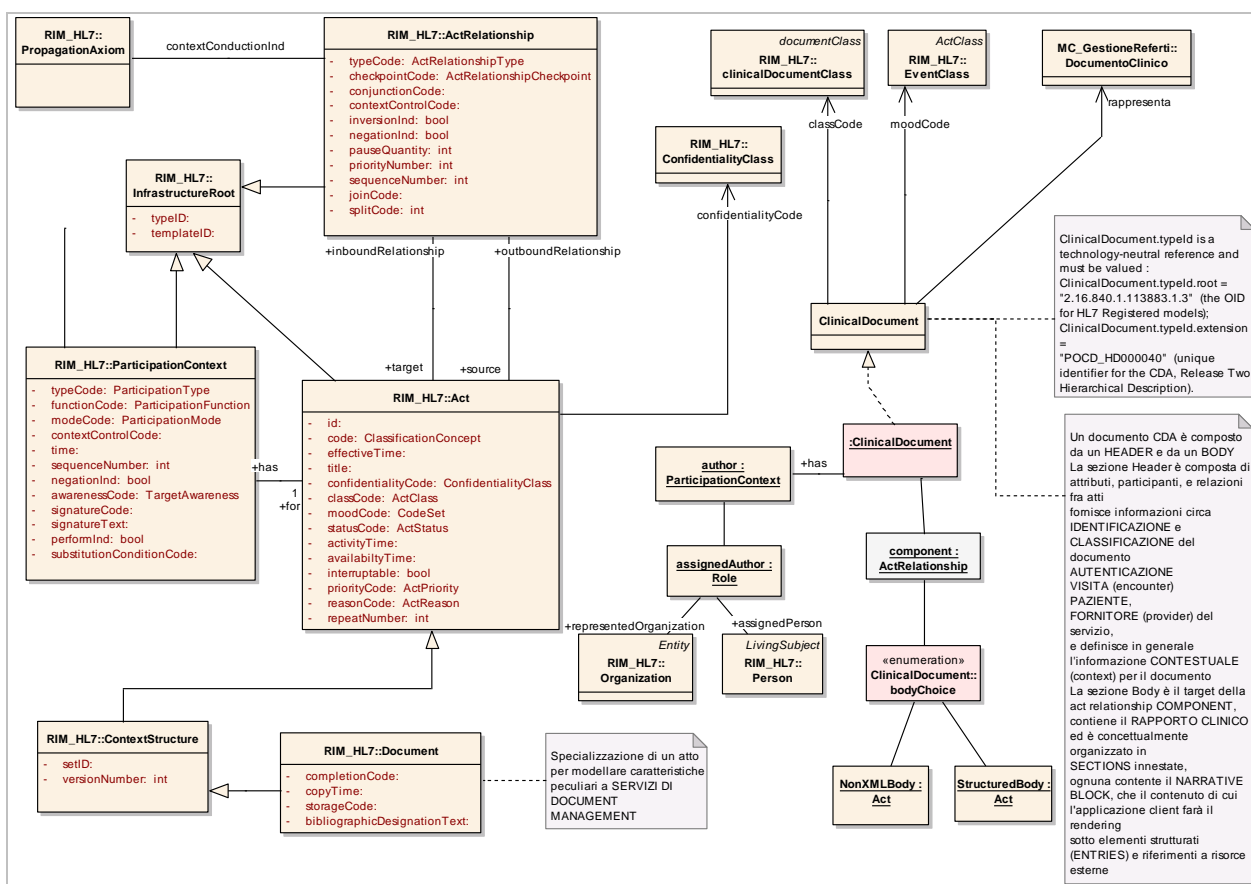 RIM_HL7::
PropagationAxiom
contextConductionInd
RIM_HL7::ActRelationship
- typeCode: ActRelationshipType
- checkpointCode: ActRelationshipCheckpoint
- conjunctionCode:
- contextControlCode:
- inversionInd: bool
- negationInd: bool
- pauseQuantity: int
- priorityNumber: int
- sequenceNumber: int
- joinCode:
- splitCode: int
documentClass
RIM_HL7::
clinicalDocumentClass
ActClass
RIM_HL7::
EventClass
MC_GestioneReferti::
DocumentoClinico
classCode
moodCode
rappresenta
RIM_HL7::
ConfidentialityClass
confidentialityCode
RIM_HL7::
InfrastructureRoot
- typeID:
- templateID:
+inboundRelationship
+outboundRelationship
+target
+source
ClinicalDocument
ClinicalDocument.typeId is a
technology-neutral reference and
must be valued :
ClinicalDocument.typeId.root =
"2.16.840.1.113883.1.3" (the OID
for HL7 Registered models);
ClinicalDocument.typeId.extension
=
"POCD_HD000040" (unique
identifier for the CDA, Release Two
Hierarchical Description).
RIM_HL7::ParticipationContext
- typeCode: ParticipationType
- functionCode: ParticipationFunction
- modeCode: ParticipationMode
- contextControlCode:
- time:
- sequenceNumber: int
- negationInd: bool
- awarenessCode: TargetAwareness
- signatureCode:
- signatureText:
- performInd: bool
- substitutionConditionCode:
+has
1
+for
RIM_HL7::Act
- id:
- code: ClassificationConcept
- effectiveTime:
- title:
- confidentialityCode: ConfidentialityClass
- classCode: ActClass
- moodCode: CodeSet
- statusCode: ActStatus
- activityTime:
- availabiltyTime:
- interruptable: bool
- priorityCode: ActPriority
- reasonCode: ActReason
- repeatNumber: int
:ClinicalDocument
+has
author :
ParticipationContext
assignedAuthor :
Role
+representedOrganization
+assignedPerson
Entity
RIM_HL7::
Organization
LivingSubject
RIM_HL7::
Person
component :
ActRelationship
«enumeration»
ClinicalDocument::
bodyChoice
NonXMLBody :
Act
StructuredBody :
Act
Un documento CDA è composto
da un HEADER e da un BODY
La sezione Header è composta di
attributi, participanti, e relazioni
fra atti
fornisce informazioni circa
IDENTIFICAZIONE e
CLASSIFICAZIONE del
documento
AUTENTICAZIONE
VISITA (encounter)
PAZIENTE,
FORNITORE (provider) del
servizio,
e definisce in generale
l'informazione CONTESTUALE
(context) per il documento
La sezione Body è il target della
act relationship COMPONENT,
contiene il RAPPORTO CLINICO
ed è concettualmente
organizzato in
SECTIONS innestate,
ognuna contente il NARRATIVE
BLOCK, che il contenuto di cui
l'applicazione client farà il
rendering
sotto elementi strutturati
(ENTRIES) e riferimenti a risorce
esterne
RIM_HL7::ContextStructure
- setID:
- versionNumber: int
RIM_HL7::Document
- completionCode:
- copyTime:
- storageCode:
- bibliographicDesignationText:
Specializzazione di un atto
per modellare caratteristiche
peculiari a SERVIZI DI
DOCUMENT
MANAGEMENT